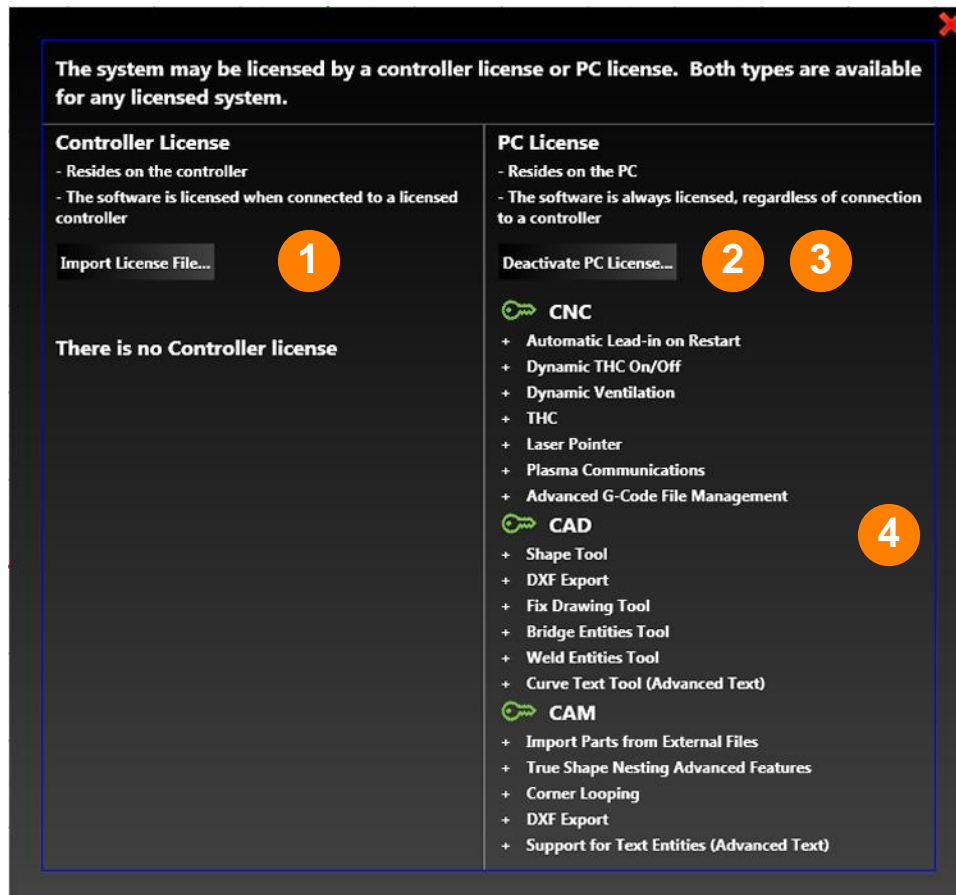 The system may be licensed by a controller license or PC license. Both types are available
for any licensed system.
Controller License
- Resides on the controller
- The software is licensed when connected to a licensed
controller
Import License File...
1
There is no Controller license
PC License
- Resides on the PC
- The software is always licensed, regardless of connection
to a controller
Deactivate PC License...
2
3
CNC
+ Automatic Lead-in on Restart
+ Dynamic THC On/Off
+ Dynamic Ventilation
+ THC
+ Laser Pointer
+ Plasma Communications
+ Advanced G-Code File Management
CAD
4
+ Shape Tool
+ DXF Export
+ Fix Drawing Tool
+ Bridge Entities Tool
+ Weld Entities Tool
+ Curve Text Tool (Advanced Text)
CAM
+ Import Parts from External Files
+ True Shape Nesting Advanced Features
+ Corner Looping
+ DXF Export
+ Support for Text Entities (Advanced Text)